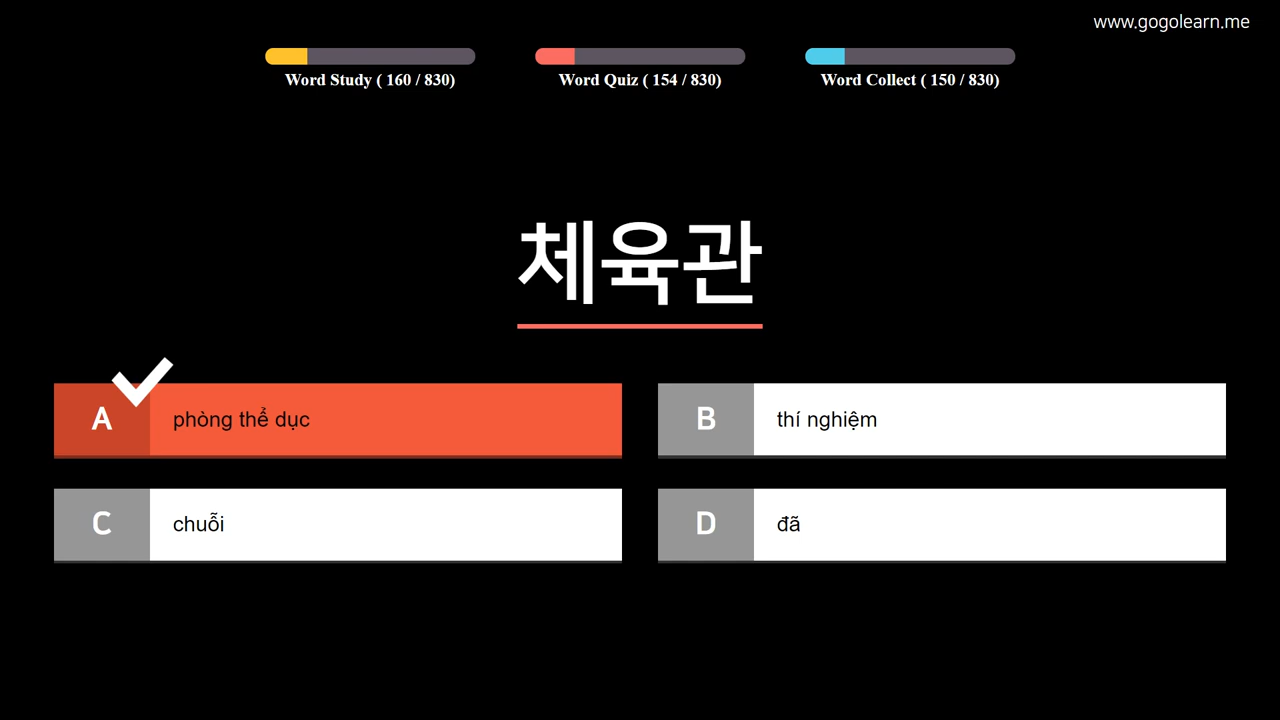 www.gogolearn.me
Word Study ( 160 / 830)
Word Quiz ( 154 / 830)
Word Collect ( 150 / 830)
체육관
A phòng thể dục
B thí nghiệm
C chuỗi
D đã